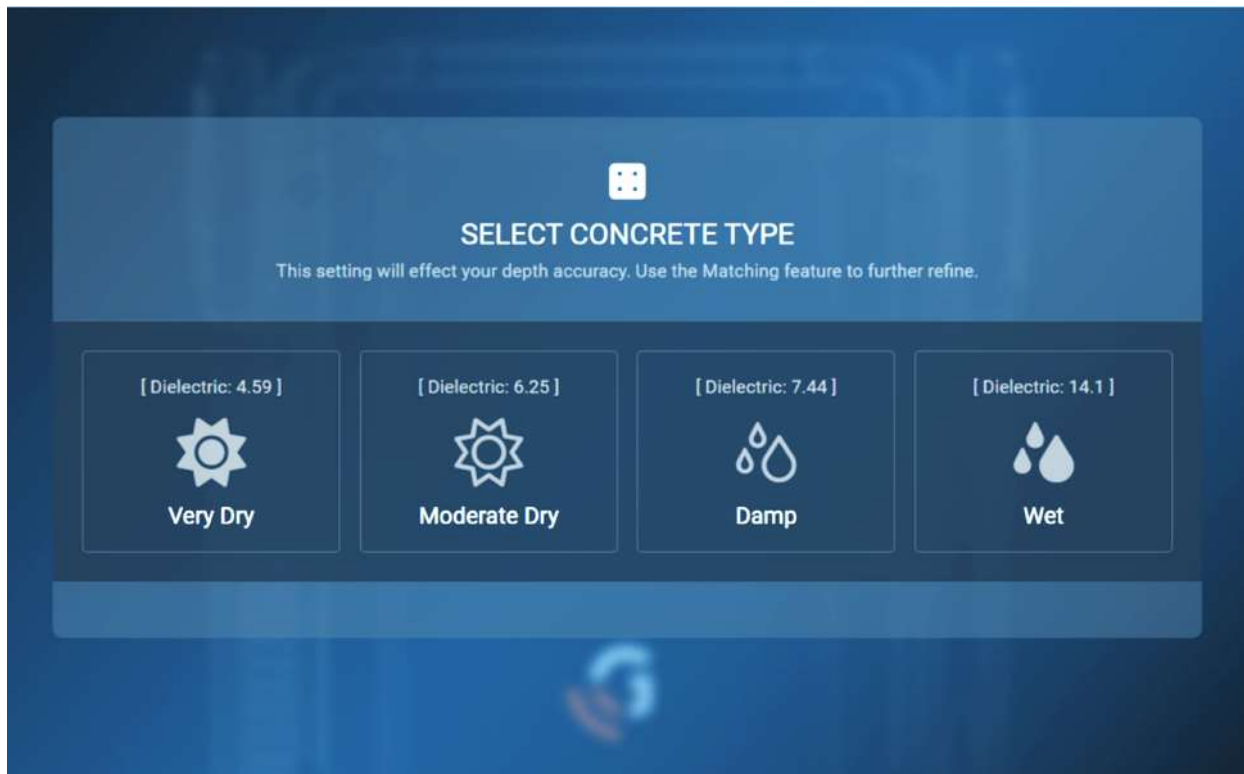 SELECT CONCRETE TYPE
This setting will effect your depth accuracy. Use the Matching feature to further refine.
[ Dielectric: 4.59 ]
Very Dry
[ Dielectric: 6.25 ]
Moderate Dry
[ Dielectric: 7.44 ]
Damp
[ Dielectric: 14.1 ]
Wet